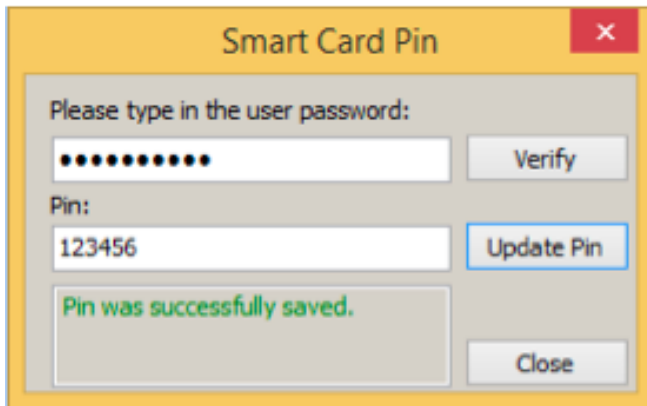 Smart Card Pin
Please type in the user password:
••••••••••
Verify
Pin:
123456
Update Pin
Pin was successfully saved.
Close